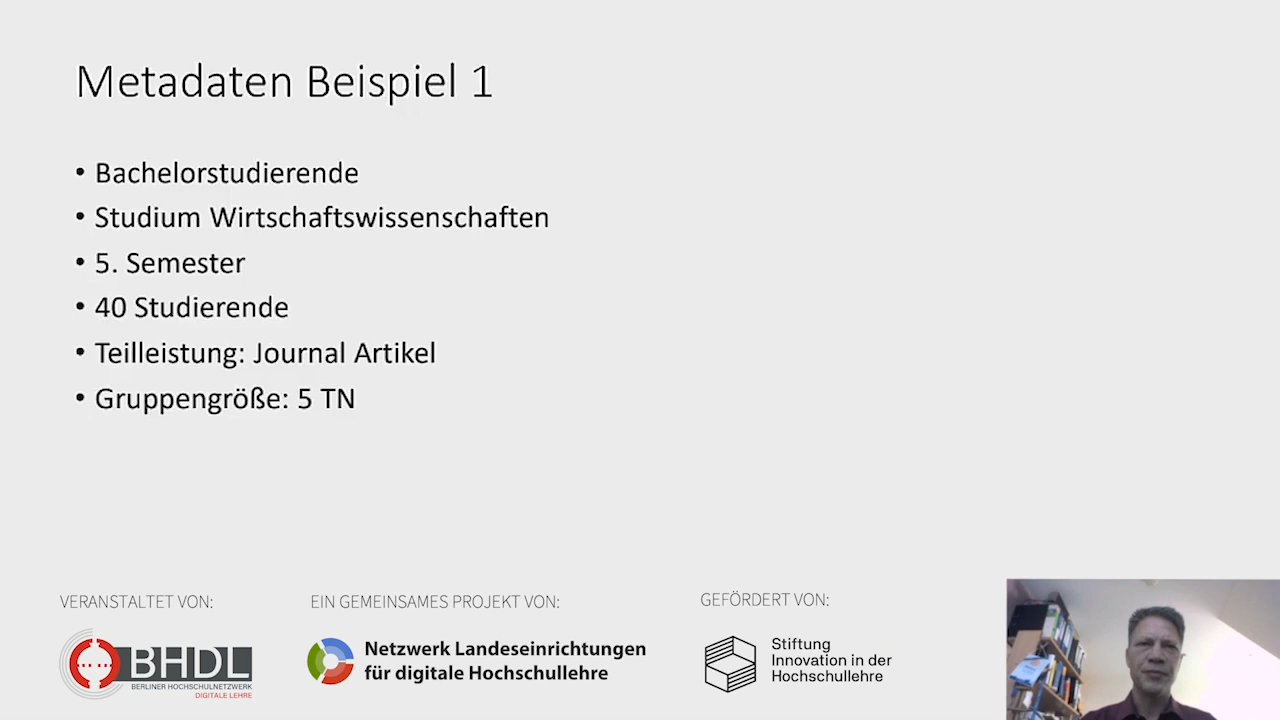 Metadaten Beispiel 1
• Bachelorstudierende
• Studium Wirtschaftswissenschaften
• 5. Semester
• 40 Studierende
• Teilleistung: Journal Artikel
• Gruppengröße: 5 TN
VERANSTALTET VON:
BHDL
BERLINER HOCHSCHULNETZWERK
DIGITALE LEHRE
EIN GEMEINSAMES PROJEKT VON:
Netzwerk Landeseinrichtungen
für digitale Hochschullehre
GEFÖRDERT VON:
Stiftung
Innovation in der
Hochschullehre